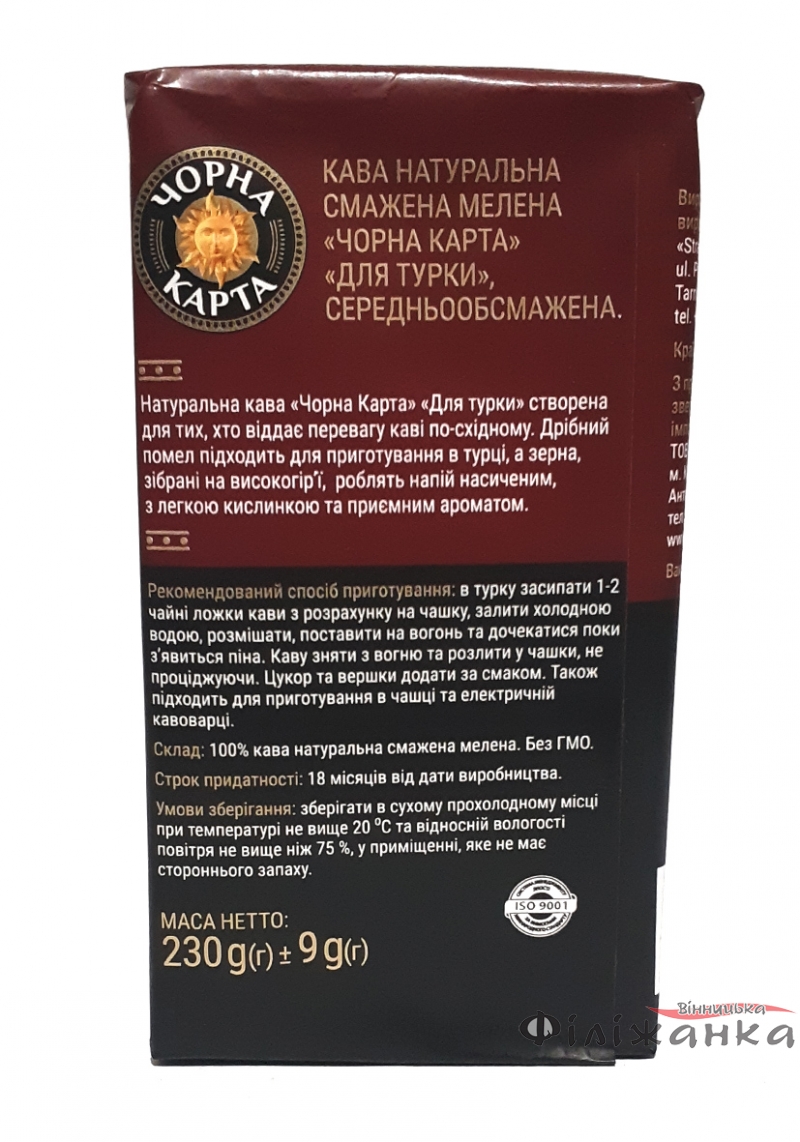 ЧОРНА
КАРТА
КАВА НАТУРАЛЬНА
СМАЖЕНА МЕЛЕНА
«ЧОРНА КАРТА»
«ДЛЯ ТУРКИ»,
СЕРЕДНЬООБСМАЖЕНА.
Натуральна кава «Чорна Карта» «Для турки» створена
для тих, хто віддає перевагу каві по-східному. Дрібний
помел підходить для приготування в турці, а зерна,
зібрані на високогір’ї, роблять напій насиченим,
з легкою кислинкою та приємним ароматом.
Рекомендований спосіб приготування: в турку засипати 1-2
чайні ложки кави з розрахунку на чашку, залити холодною
водою, розмішати, поставити на вогонь та дочекатися поки
з’явиться піна. Каву зняти з вогню та розлити у чашки, не
проціджуючи. Цукор та вершки додати за смаком. Також
підходить для приготування в чашці та електричній
кавоварці.
Склад: 100% кава натуральна смажена мелена. Без ГМО.
Строк придатності: 18 місяців від дати виробництва.
Умови зберігання: зберігати в сухому прохолодному місці
при температурі не вище 20 °C та відносній вологості
повітря не вище ніж 75 %, у приміщенні, яке не має
стороннього запаху.
ISO 9001
МАСА НЕТТО:
230 g(г) ± 9 g(г)
ul.
tel.
З
ТОВ
м.
тел.
Вінницька
Філіжанка